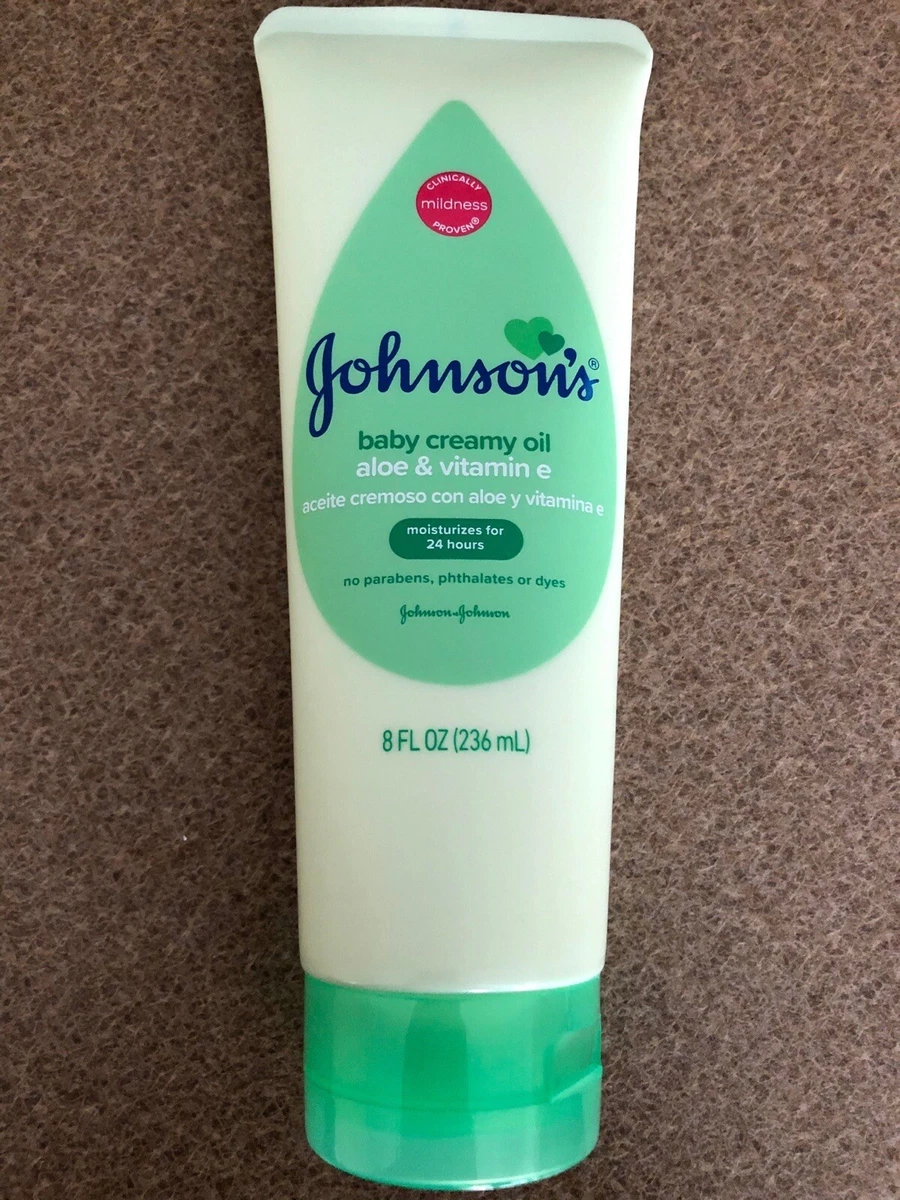 CLINICALLY
mildness
PROVEN®
Johnson's®
baby creamy oil
aloe & vitamin e
aceite cremoso con aloe y vitamina e
moisturizes for
24 hours
no parabens, phthalates or dyes
Johnson & Johnson
8 FL OZ (236 mL)